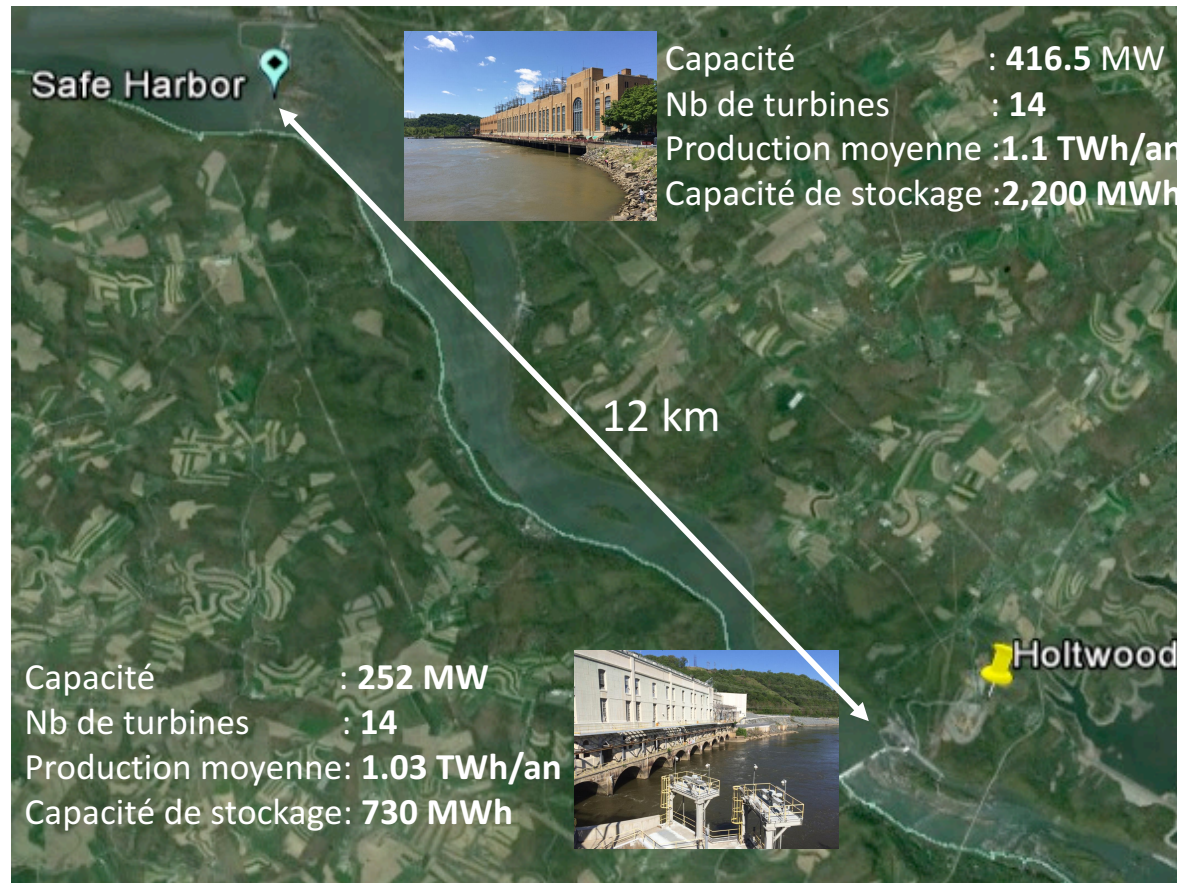 Safe Harbor
Capacité : 416.5 MW
Nb de turbines : 14
Production moyenne :1.1 TWh/an
Capacité de stockage :2,200 MWh
12 km
Holtwood
Capacité : 252 MW
Nb de turbines : 14
Production moyenne: 1.03 TWh/an
Capacité de stockage: 730 MWh